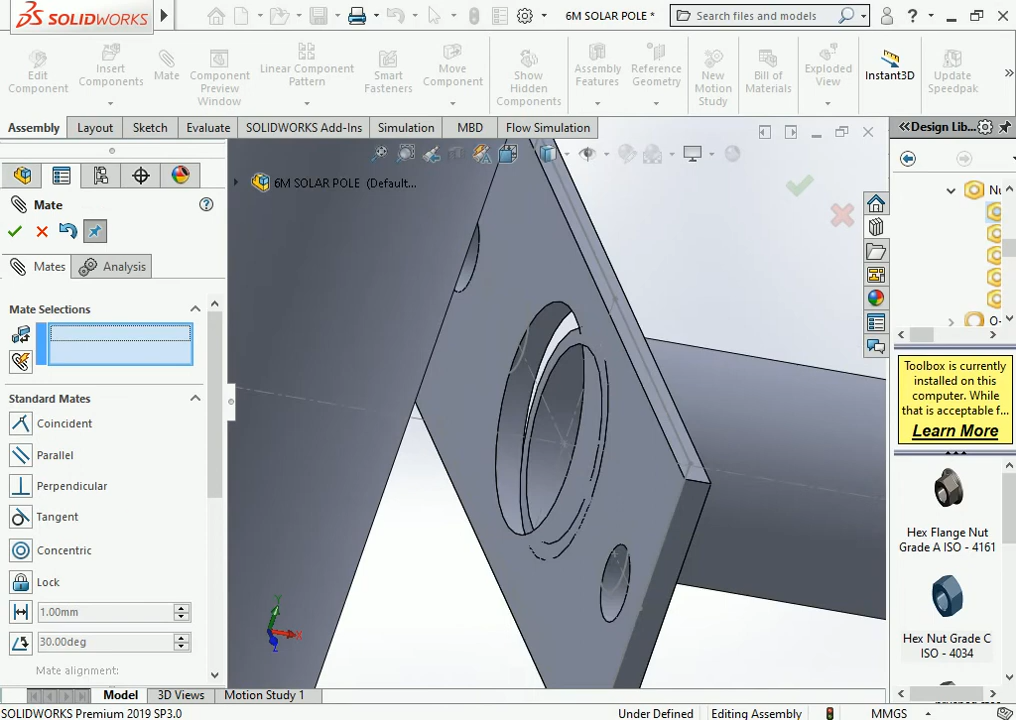 SOLIDWORKS
6M SOLAR POLE *
Search files and models
Edit Component
Insert Components
Mate
Component Preview Window
Linear Component Pattern
Smart Fasteners
Move Component
Show Hidden Components
Assembly Features
Reference Geometry
New Motion Study
Bill of Materials
Exploded View
Instant3D
Update Speedpak
Assembly
Layout
Sketch
Evaluate
SOLIDWORKS Add-Ins
Simulation
MBD
Flow Simulation
Design Lib...
6M SOLAR POLE (Default...
Mate
Mates
Analysis
Mate Selections
Standard Mates
Coincident
Parallel
Perpendicular
Tangent
Concentric
Lock
1.00mm
30.00deg
Mate alignment:
Nu
O-
Toolbox is currently
installed on this
computer. While
that is acceptable f...
Learn More
Hex Flange Nut
Grade A ISO - 4161
Hex Nut Grade C
ISO - 4034
Y
X
Z
Model
3D Views
Motion Study 1
SOLIDWORKS Premium 2019 SP3.0
Under Defined
Editing Assembly
MMGS